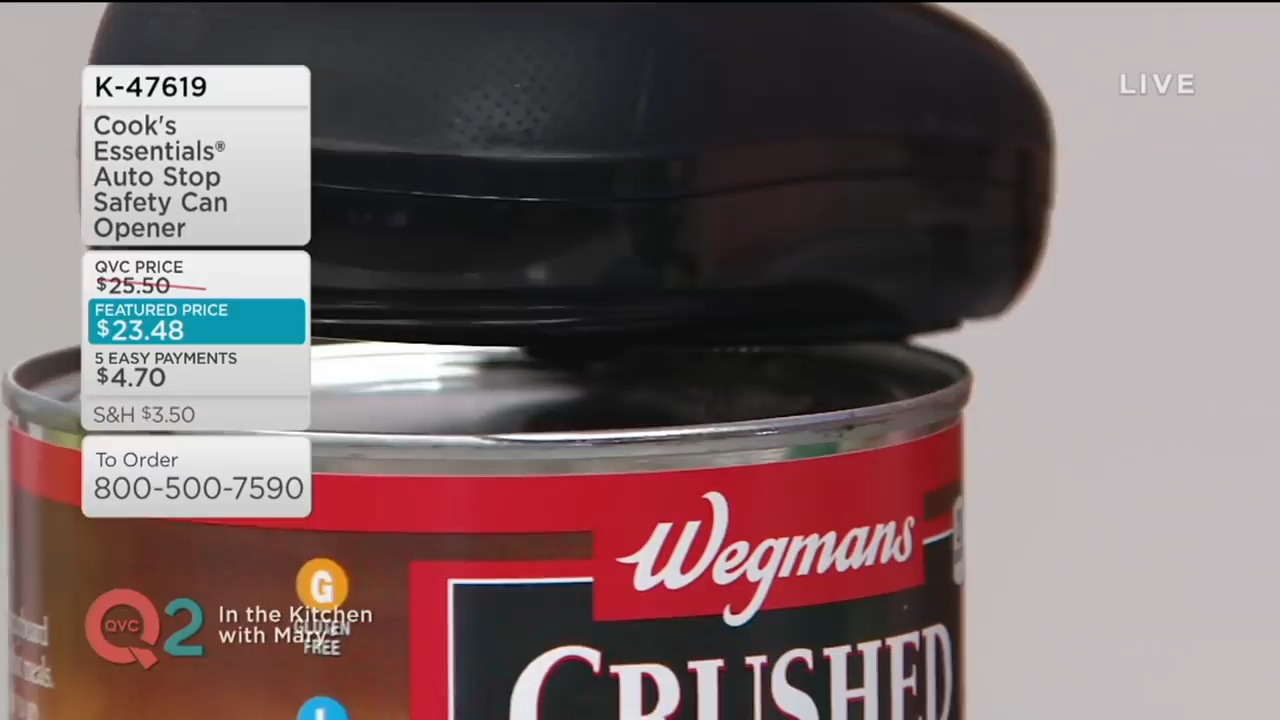 K-47619
Cook's
Essentials®
Auto Stop
Safety Can
Opener
QVC PRICE
$25.50
FEATURED PRICE
$23.48
5 EASY PAYMENTS
$4.70
S&H $3.50
To Order
800-500-7590
LIVE
QVC
Q2
In the Kitchen
with Mary
G
GLUTEN
FREE
Wegmans
CRUSHED